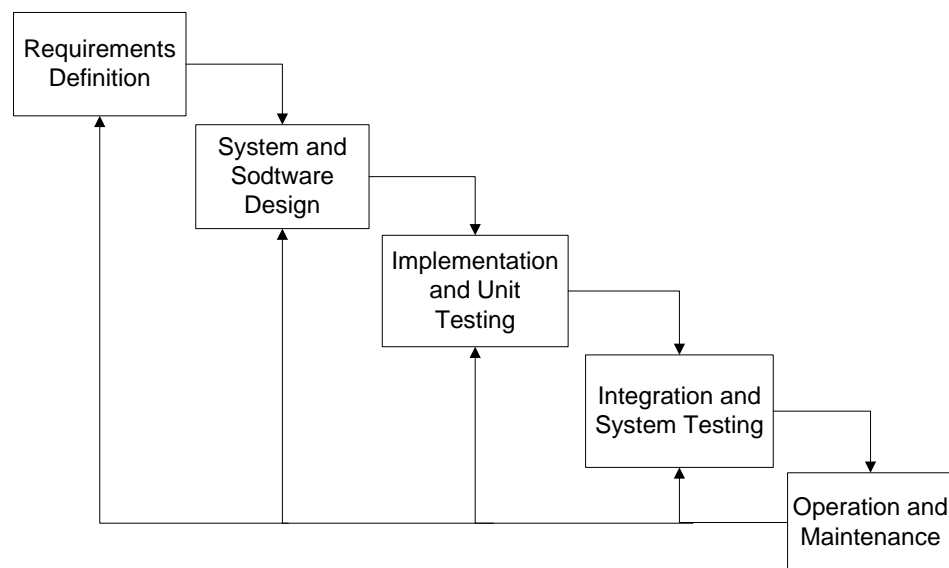 Requirements
Definition
System and
Sodtware
Design
Implementation
and Unit
Testing
Integration and
System Testing
Operation and
Maintenance